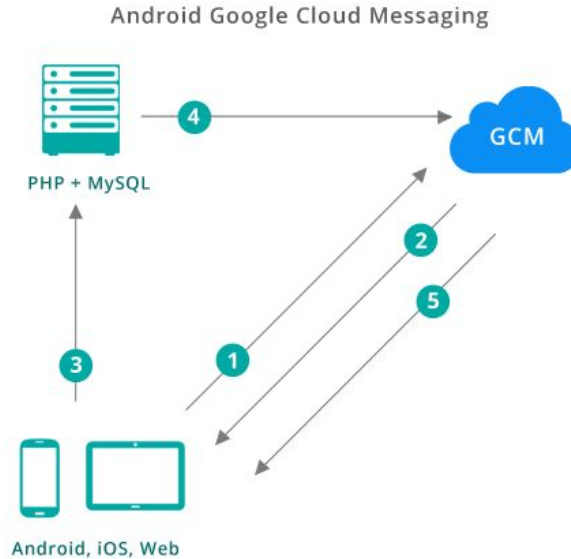 Android Google Cloud Messaging
4
GCM
PHP + MySQL
2
5
3
1
Android, iOS, Web